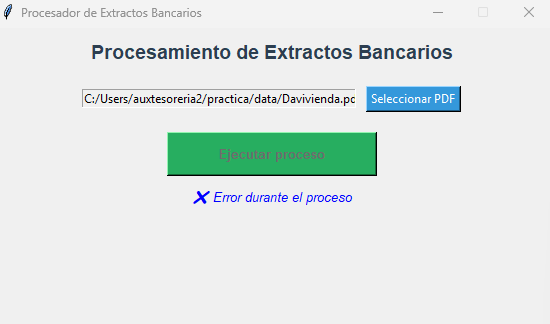 Procesador de Extractos Bancarios
Procesamiento de Extractos Bancarios
C:/Users/auxtesoreria2/practica/data/Davivienda.pd
Seleccionar PDF
Ejecutar proceso
❌ Error durante el proceso